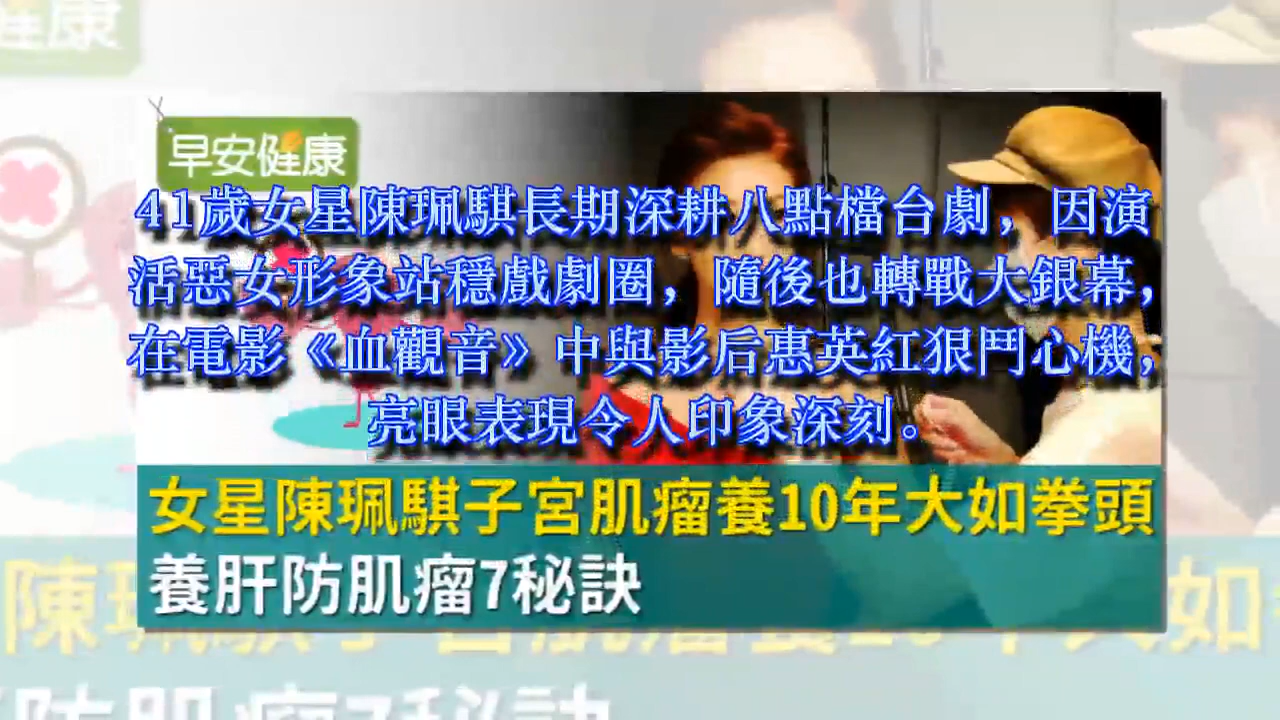 早安健康
41歲女星陳珮騏長期深耕八點檔台劇，因演
活惡女形象站穩戲劇圈，隨後也轉戰大銀幕，
在電影《血觀音》中與影后惠英紅狠鬥心機，
亮眼表現令人印象深刻。
女星陳珮騏子宮肌瘤養10年大如拳頭
養肝防肌瘤7秘訣